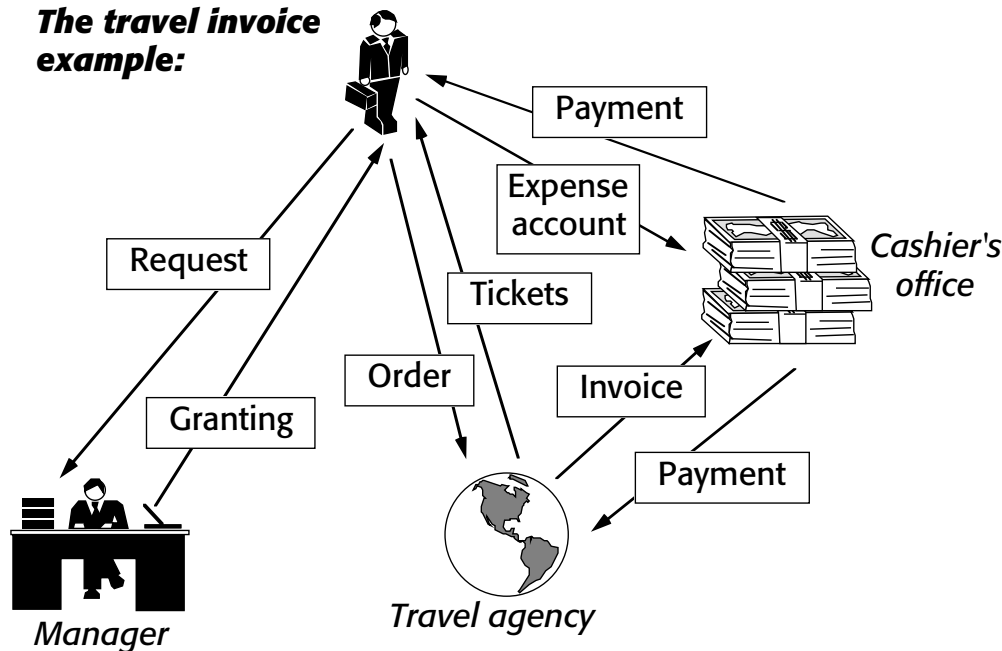 The travel invoice
example:
Payment
Expense
account
Request
Cashier's
office
Tickets
Order
Invoice
Granting
Payment
Travel agency
Manager